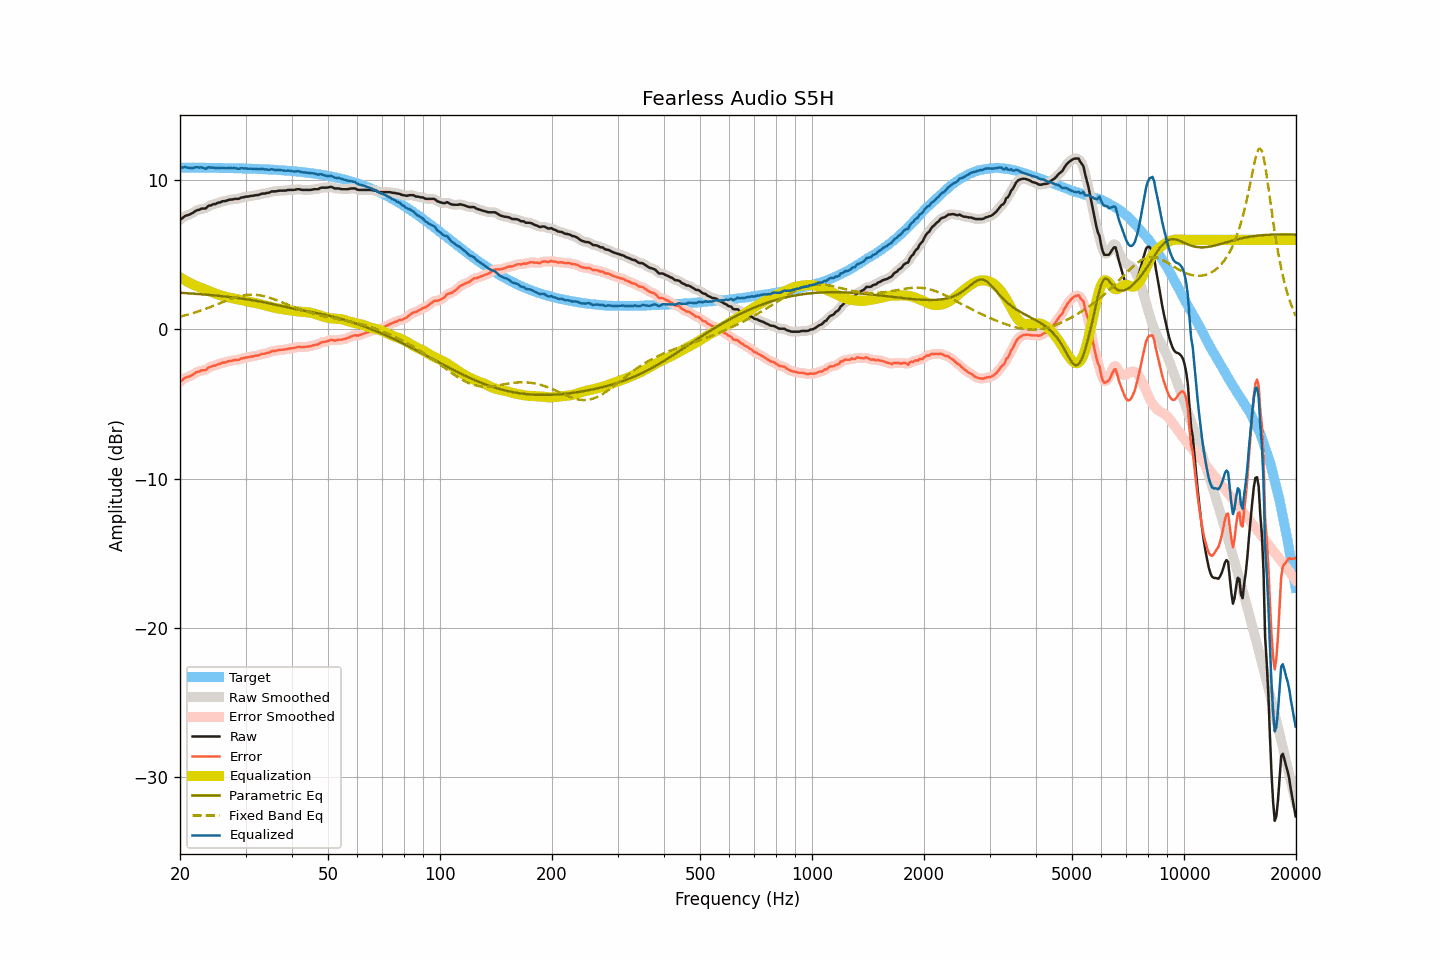 Fearless Audio S5H
10
0
−10
−20
−30
Amplitude (dBr)
Target
Raw Smoothed
Error Smoothed
Raw
Error
Equalization
Parametric Eq
Fixed Band Eq
Equalized
20 50 100 200 500 1000 2000 5000 10000 20000
Frequency (Hz)